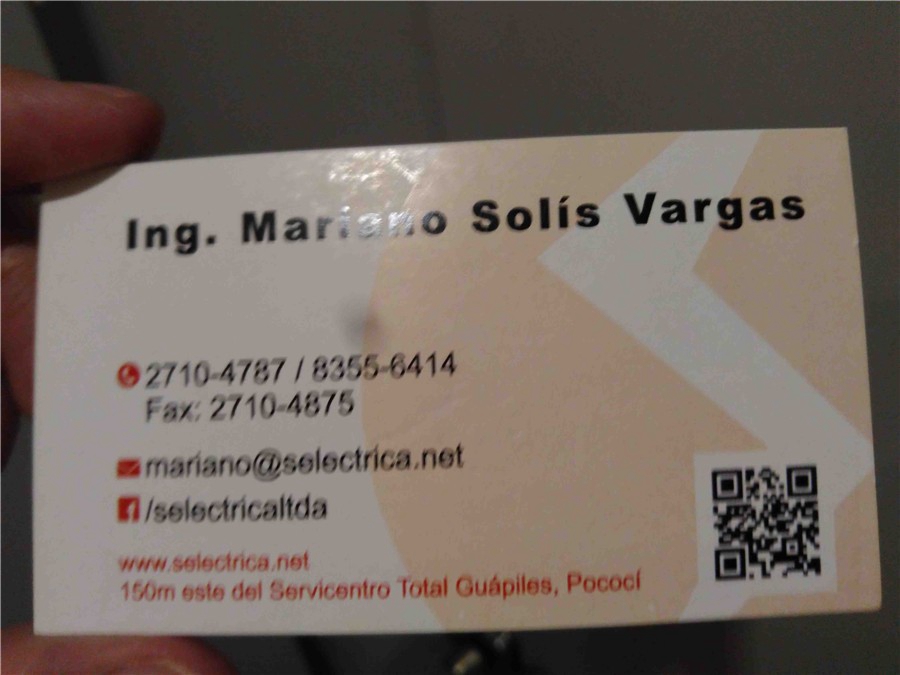 Ing. Mariano Solís Vargas
2710-4787 / 8355-6414
Fax: 2710-4875
mariano@selectrica.net
/selectricaltda
www.selectrica.net
150m este del Servicentro Total Guápiles, Pococí